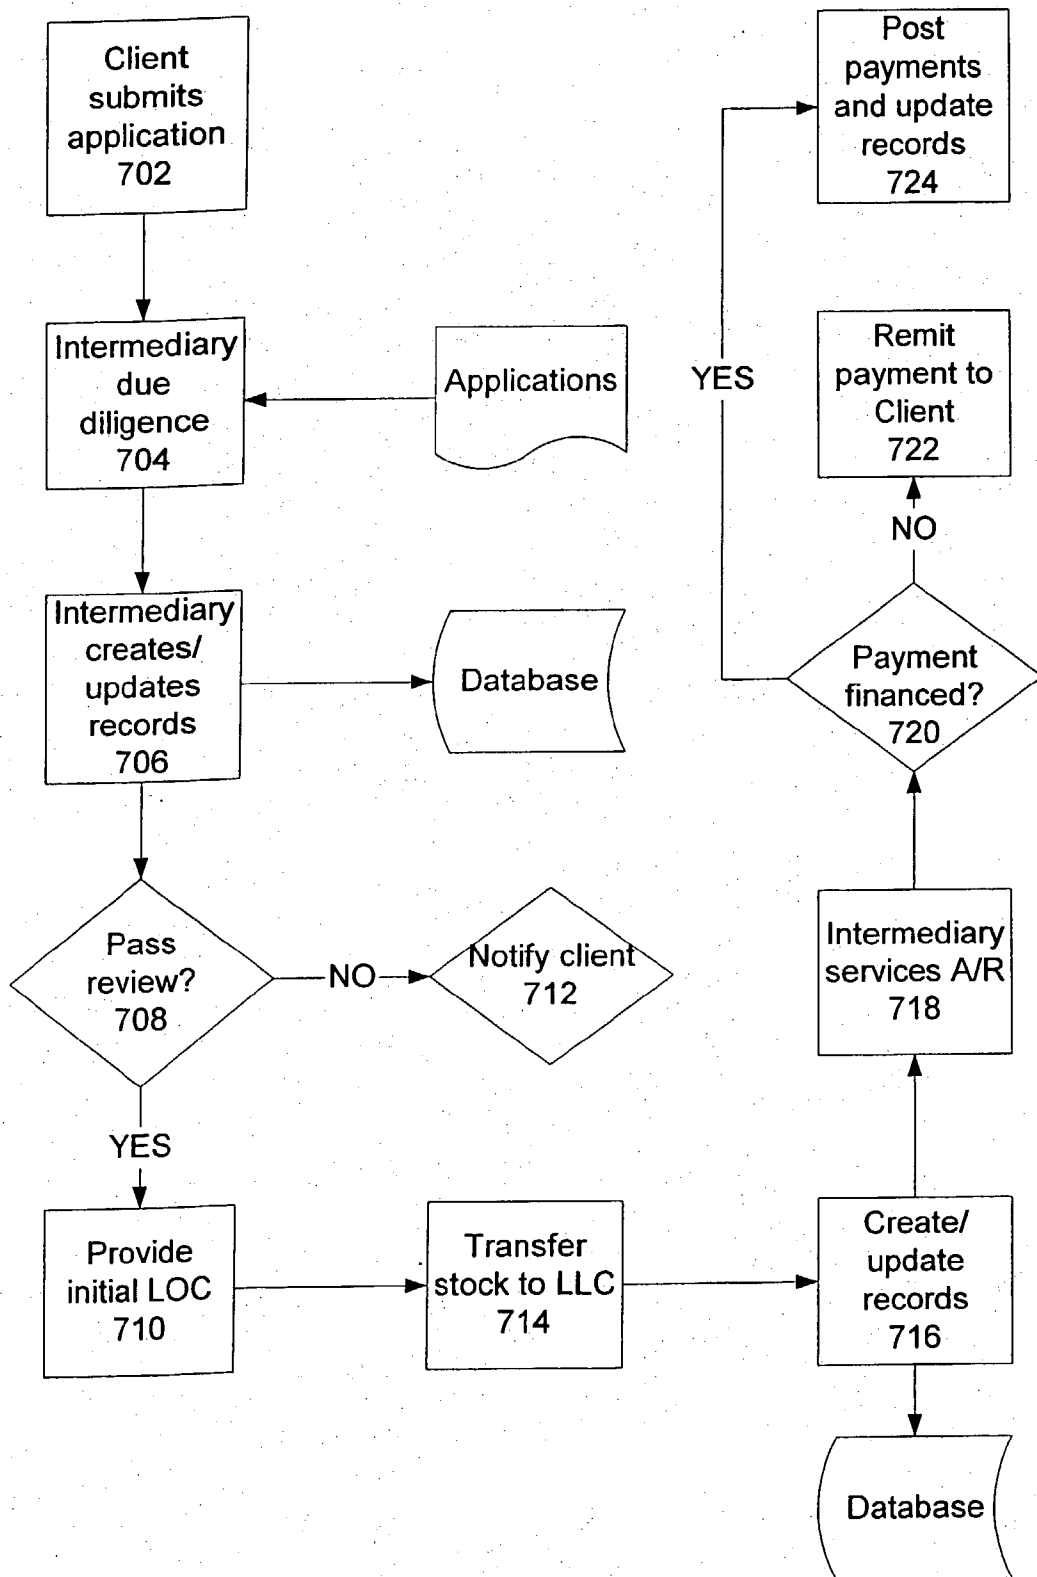 Client
submits
application
702
Intermediary
due
diligence
704
Applications
Intermediary
creates/
updates
records
706
Database
Pass
review?
708
NO
Notify client
712
YES
Provide
initial LOC
710
Transfer
stock to LLC
714
Create/
update
records
716
Database
Intermediary
services A/R
718
Payment
financed?
720
NO
Remit
payment to
Client
722
YES
Post
payments
and update
records
724